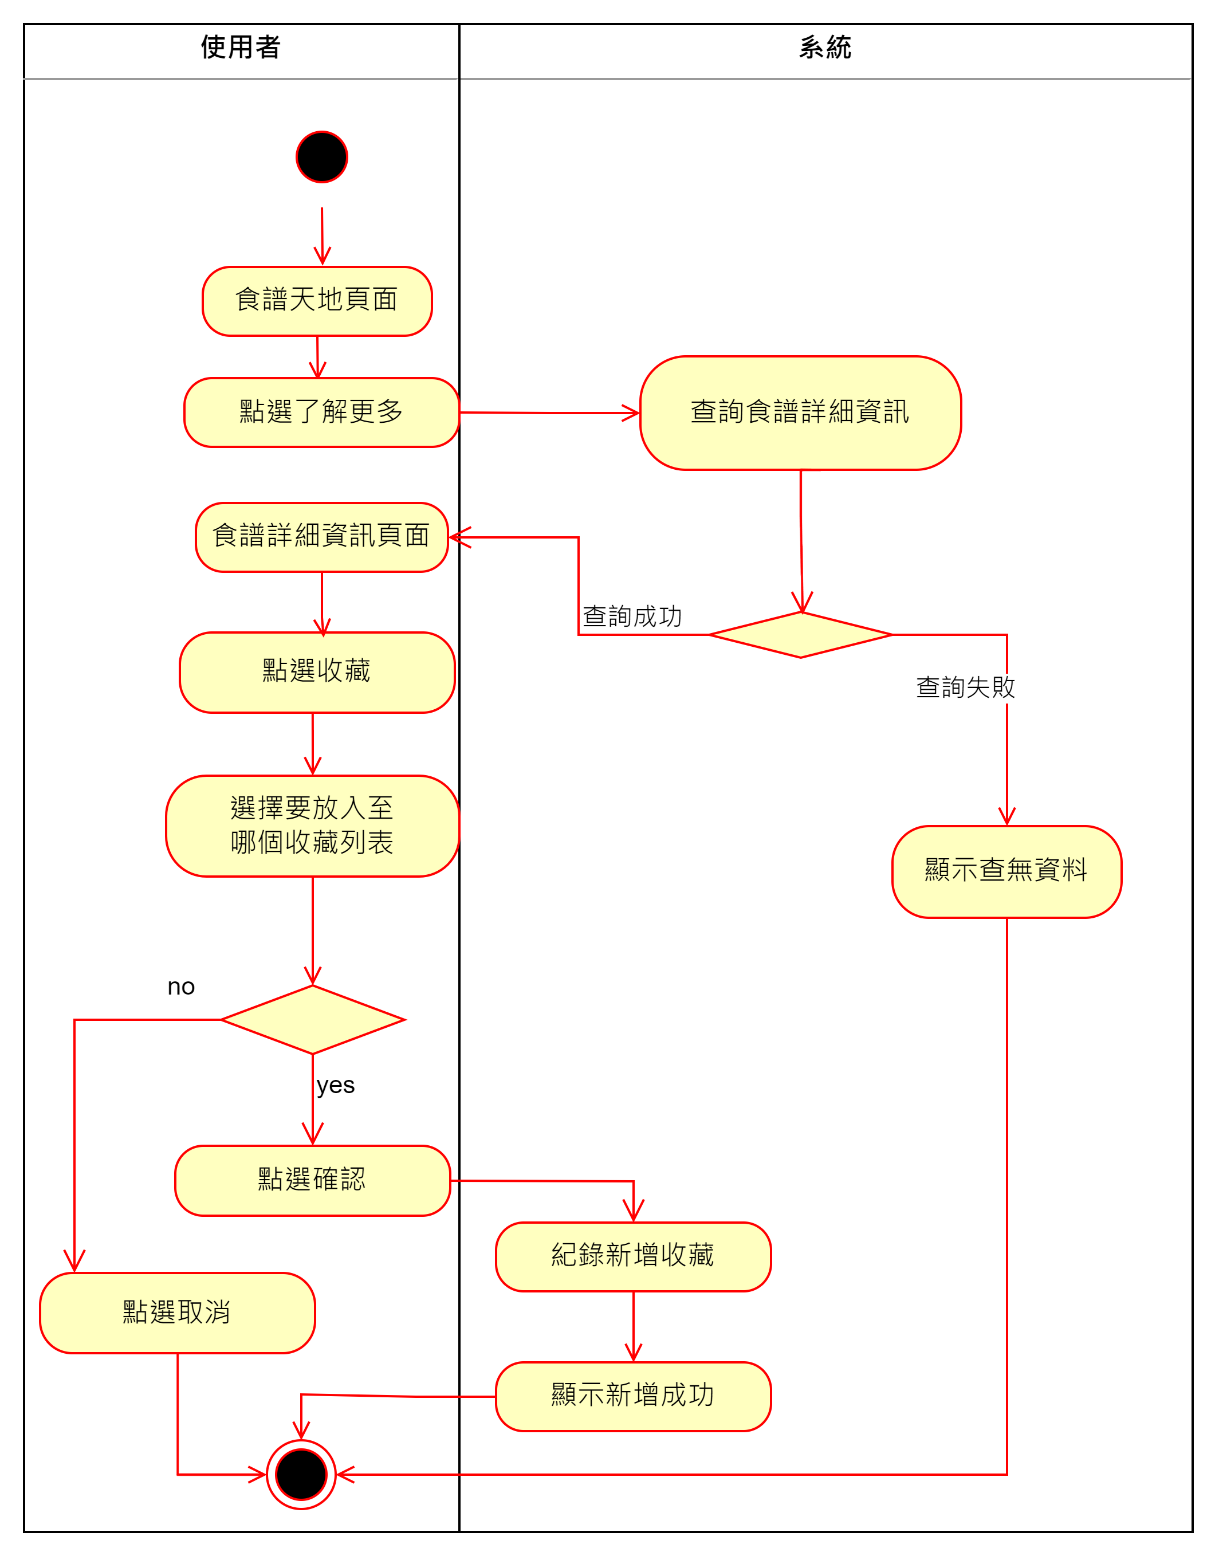 使用者
系統
食譜天地頁面
點選了解更多
查詢食譜詳細資訊
食譜詳細資訊頁面
查詢成功
點選收藏
查詢失敗
選擇要放入至
哪個收藏列表
顯示查無資料
no
yes
點選確認
紀錄新增收藏
點選取消
顯示新增成功